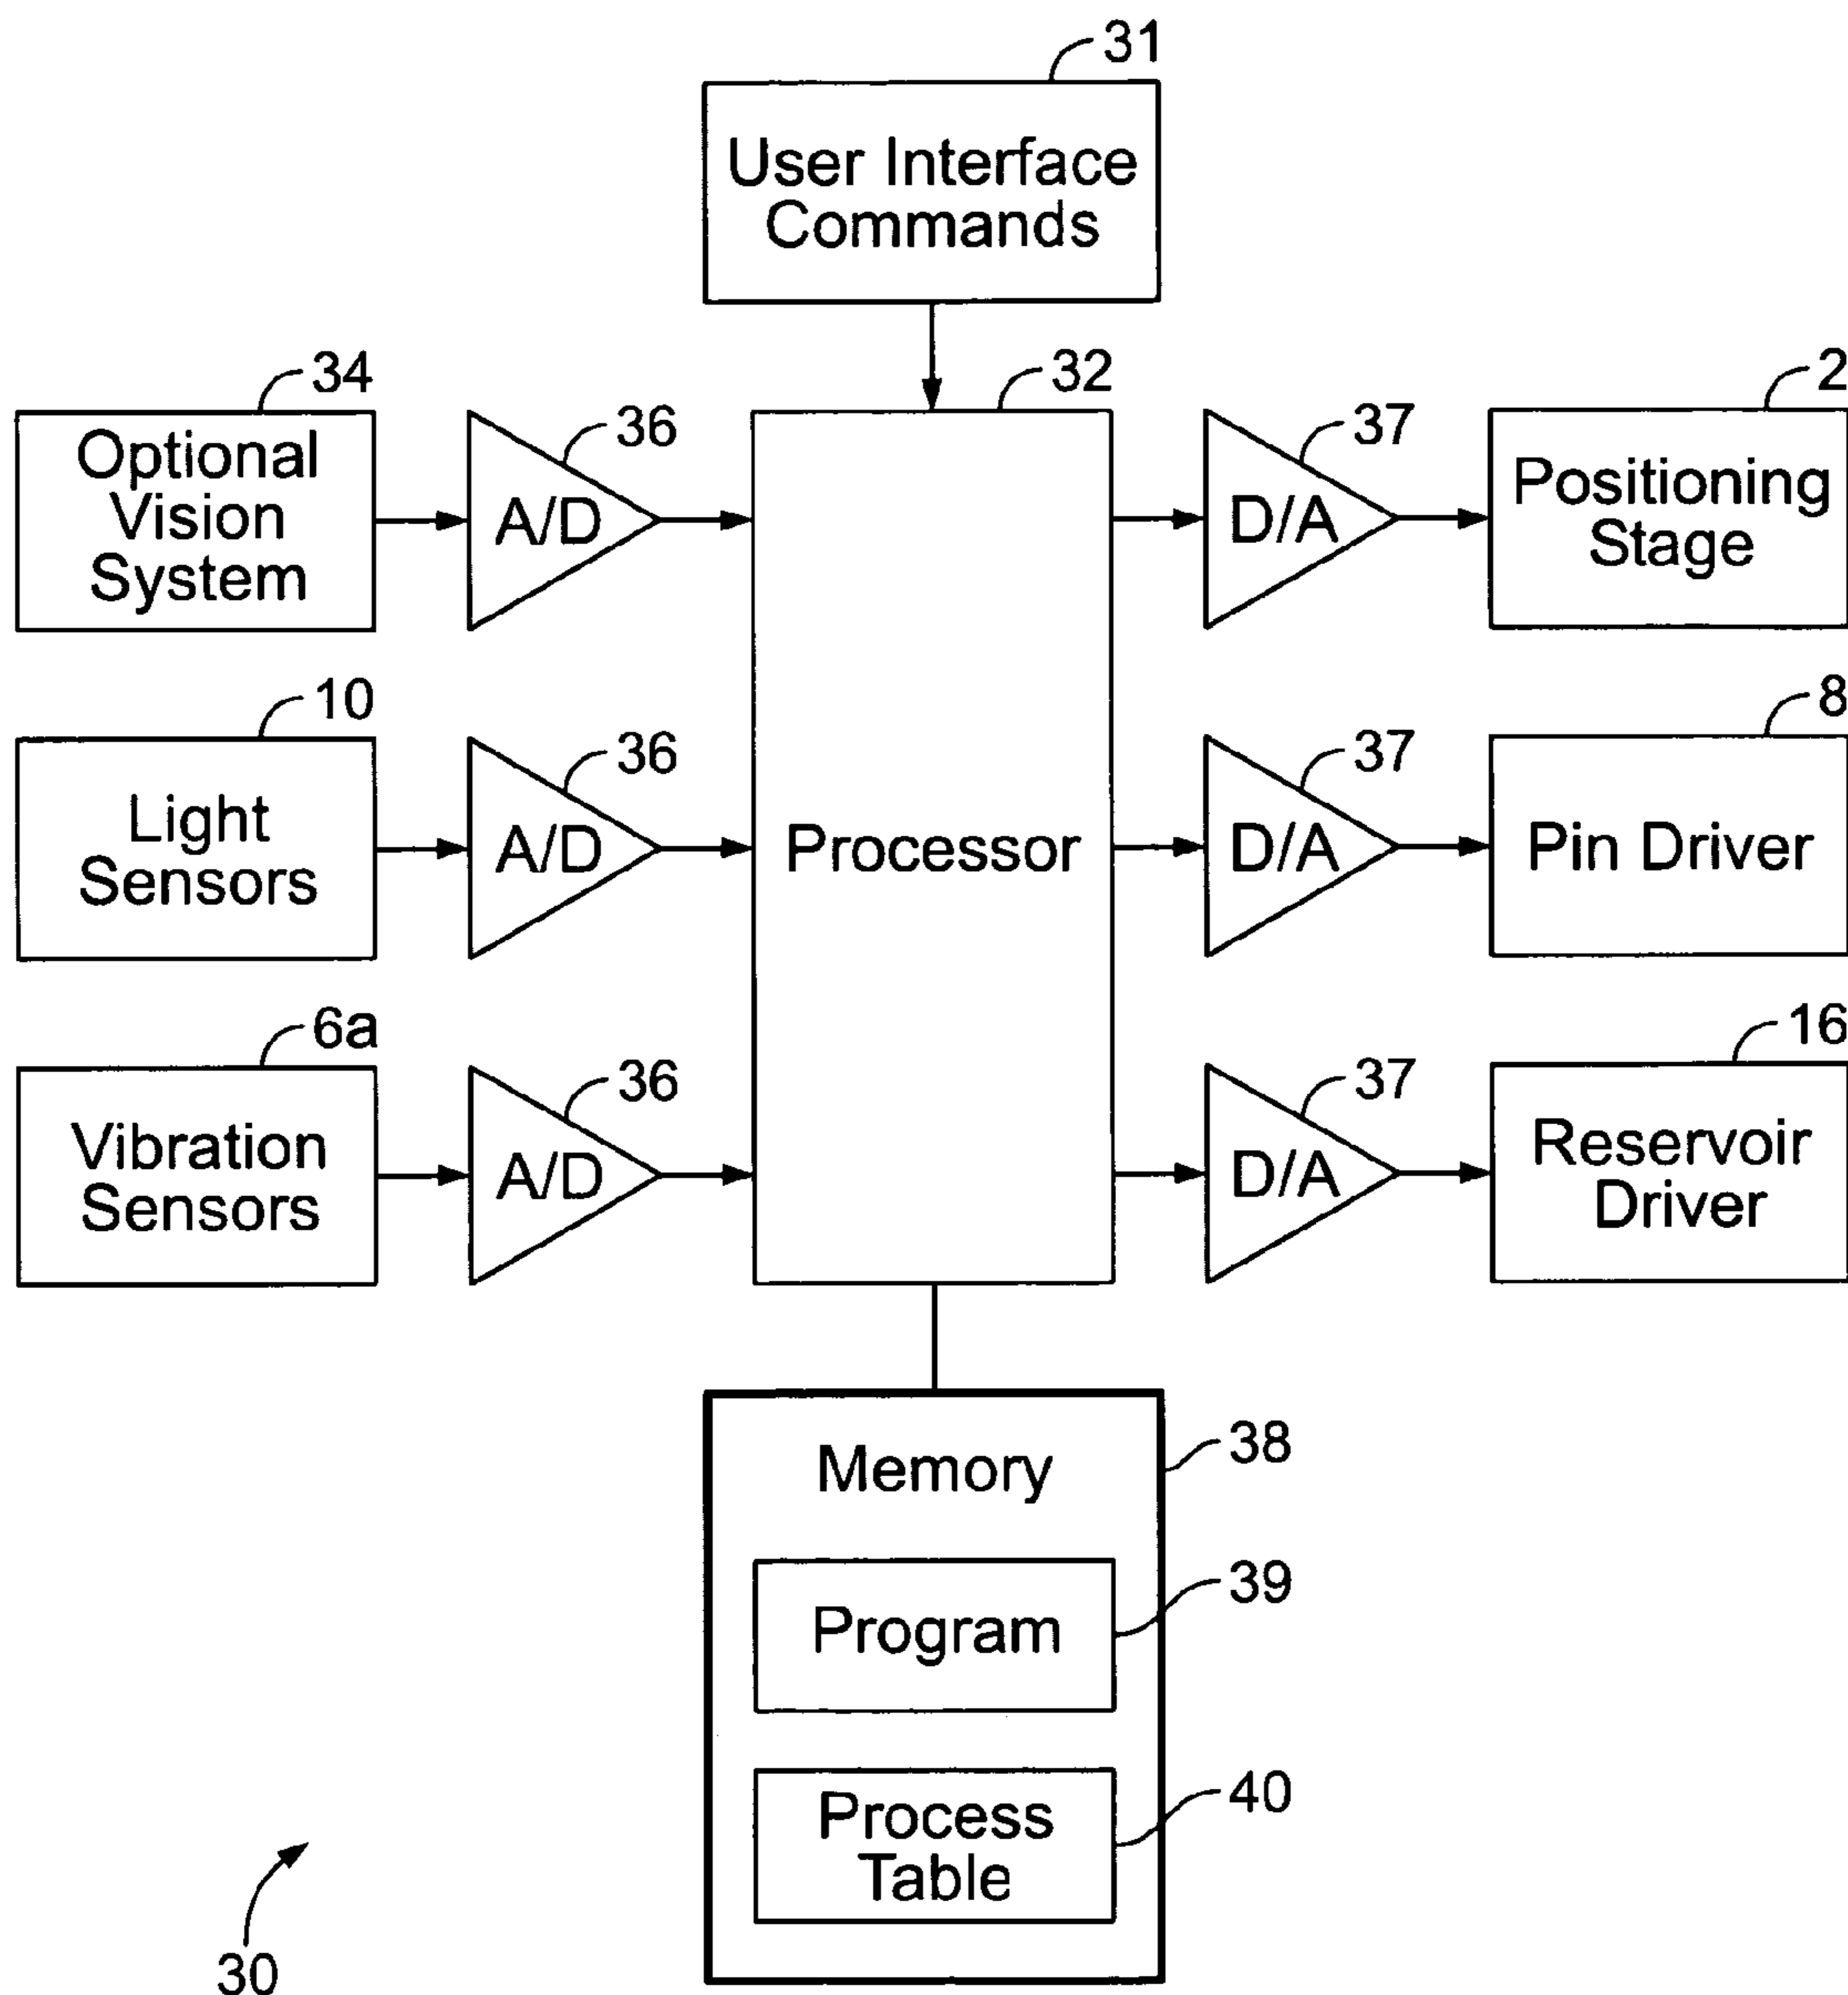 31
User Interface
Commands
34
36
32
37
2
Optional
Vision
System
A/D
D/A
Positioning
Stage
10
36
37
8
Light
Sensors
A/D
Processor
D/A
Pin Driver
6a
36
37
16
Vibration
Sensors
A/D
D/A
Reservoir
Driver
Memory
38
Program
39
Process
Table
40
30